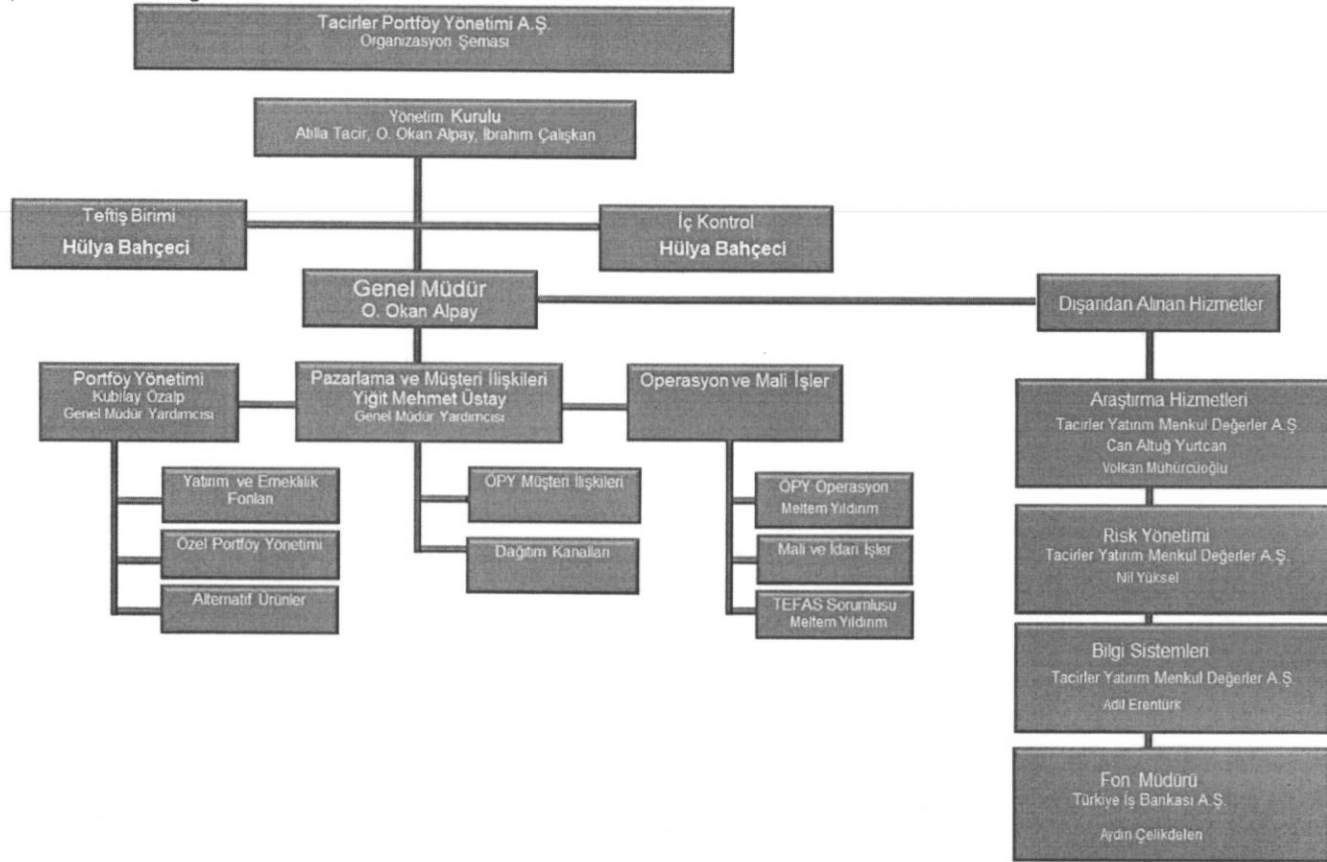 Tacirler Portföy Yönetimi A.Ş.
Organizasyon Şeması
Yönetim Kurulu
Atilla Tacir, O. Okan Alpay, İbrahim Çalışkan
Teftiş Birimi
Hülya Bahçeci
İç Kontrol
Hülya Bahçeci
Genel Müdür
O. Okan Alpay
Dışarıdan Alınan Hizmetler
Portföy Yönetimi
Kubilay Özalp
Genel Müdür Yardımcısı
Pazarlama ve Müşteri İlişkileri
Yiğit Mehmet Üstay
Genel Müdür Yardımcısı
Operasyon ve Mali İşler
Yatırım ve Emeklilik
Fonları
Özel Portföy Yönetimi
Alternatif Ürünler
ÖPY Müşteri İlişkileri
Dağıtım Kanalları
ÖPY Operasyon
Meltem Yıldırım
Mali ve İdari İşler
TEFAS Sorumlusu
Meltem Yıldırım
Araştırma Hizmetleri
Tacirler Yatırım Menkul Değerler A.Ş.
Can Altuğ Yurtcan
Volkan Mühürcüoğlu
Risk Yönetimi
Tacirler Yatırım Menkul Değerler A.Ş.
Nil Yüksel
Bilgi Sistemleri
Tacirler Yatırım Menkul Değerler A.Ş.
Adil Erentürk
Fon Müdürü
Türkiye İş Bankası A.Ş.
Aydın Çelikdelen